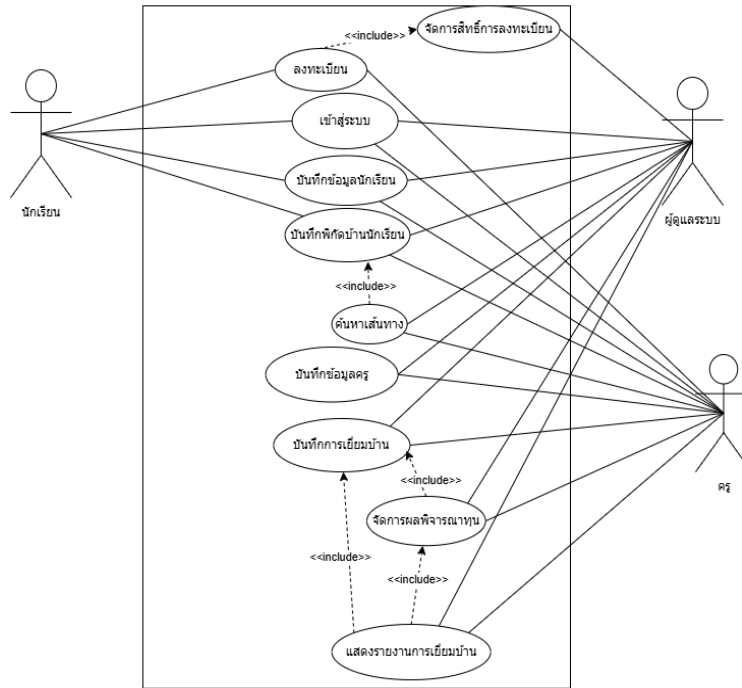 จัดการสิทธิ์การลงทะเบียน
<<include>>
ลงทะเบียน
เข้าสู่ระบบ
บันทึกข้อมูลนักเรียน
นักเรียน
ผู้ดูแลระบบ
บันทึกพิกัดบ้านนักเรียน
<<include>>
ค้นหาเส้นทาง
บันทึกข้อมูลครู
บันทึกการเยี่ยมบ้าน
<<include>>
ครู
จัดการผลพิจารณาทุน
<<include>>
<<include>>
แสดงรายงานการเยี่ยมบ้าน